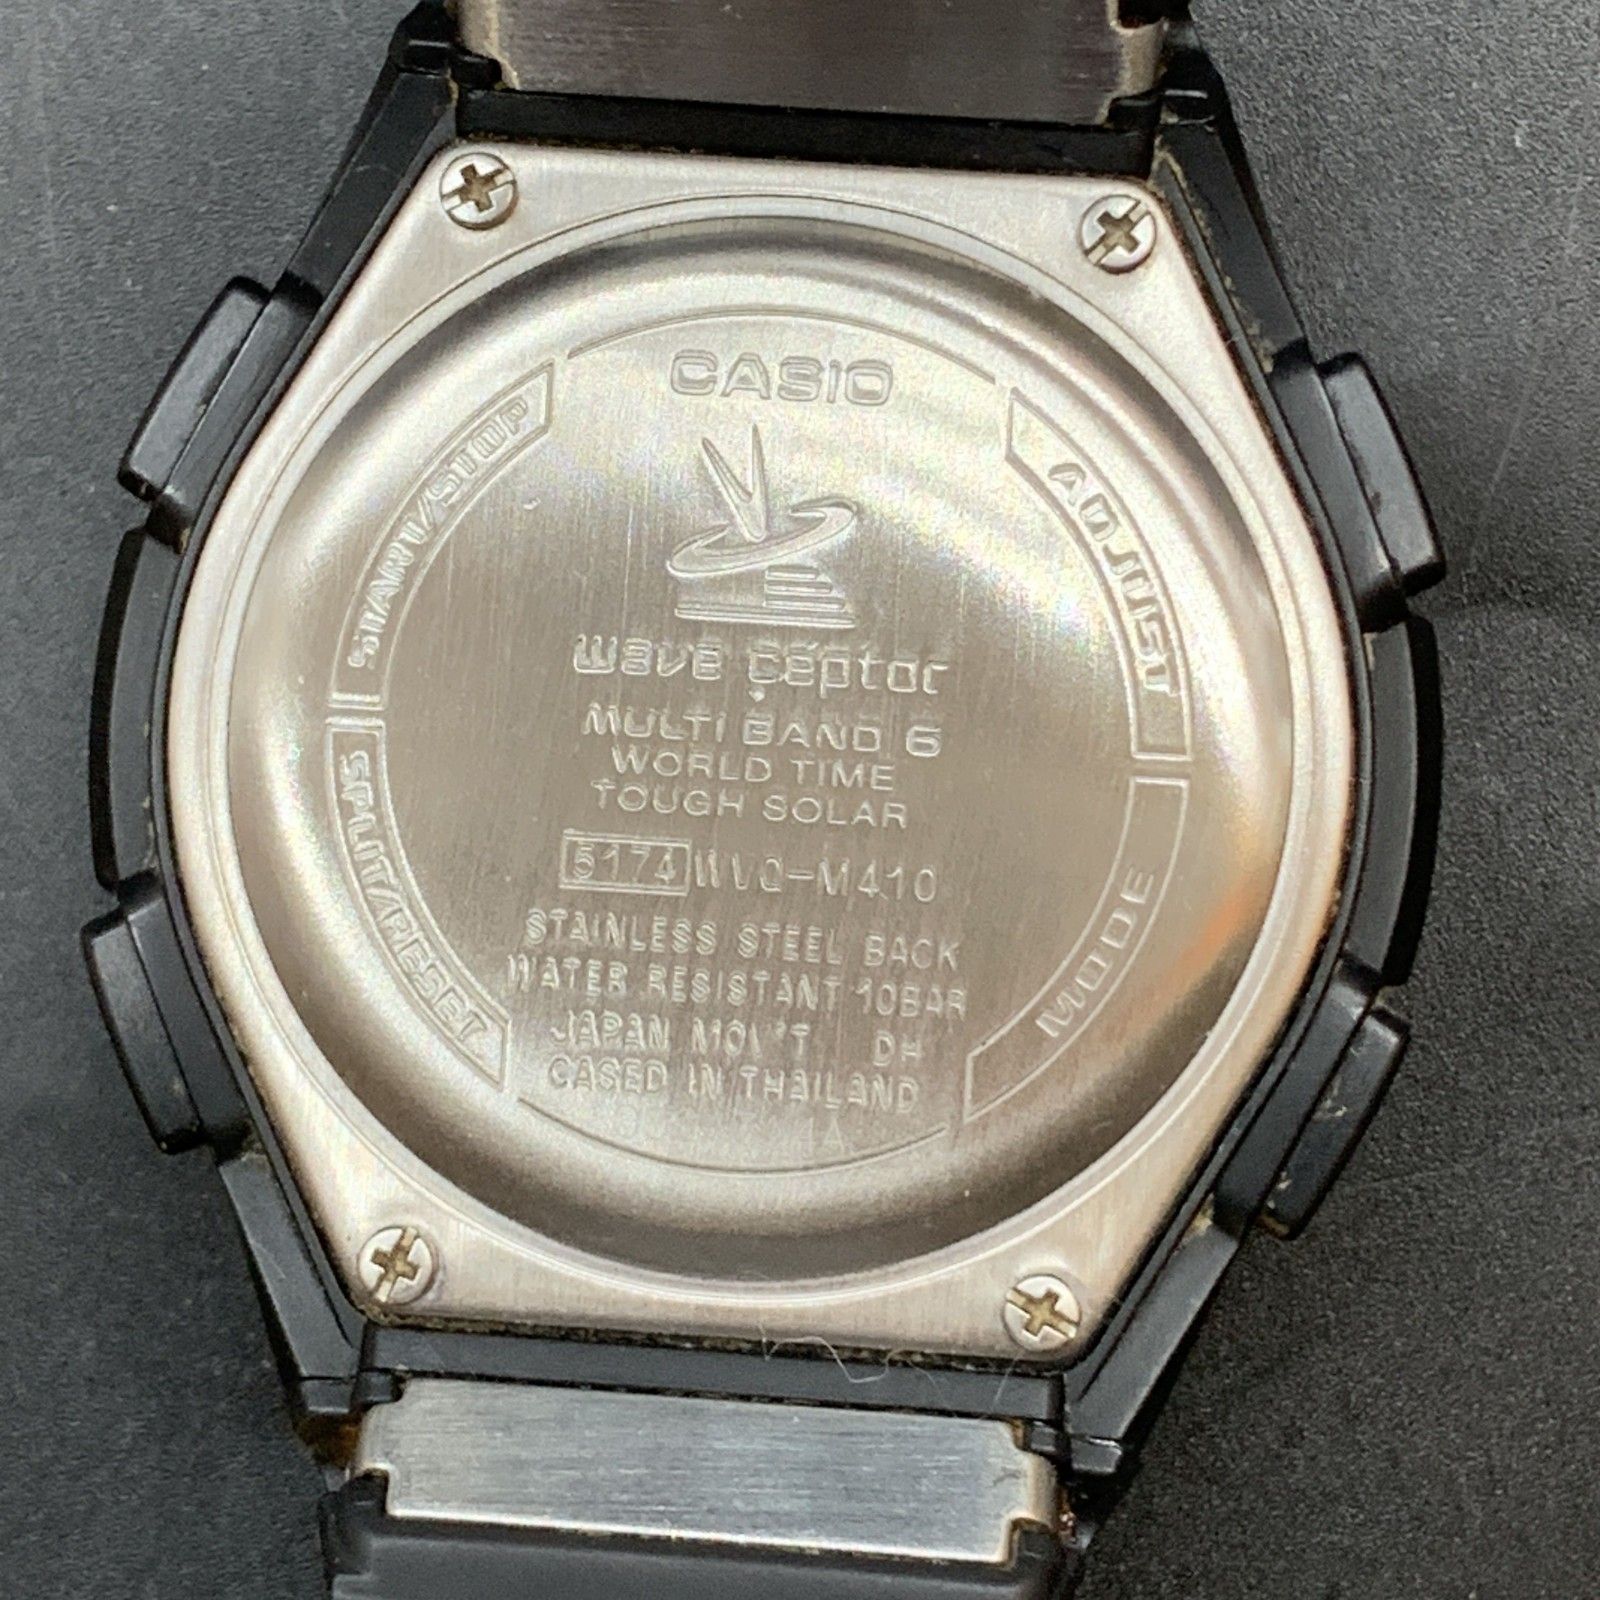 CASIO
START/STOP
ADJUST
wave ceptor
MULTI BAND 6
WORLD TIME
TOUGH SOLAR
5174 WVQ-M410
STAINLESS STEEL BACK
WATER RESISTANT 10BAR
JAPAN MOV'T DH
CASED IN THAILAND
SPLIT/RESET
MODE